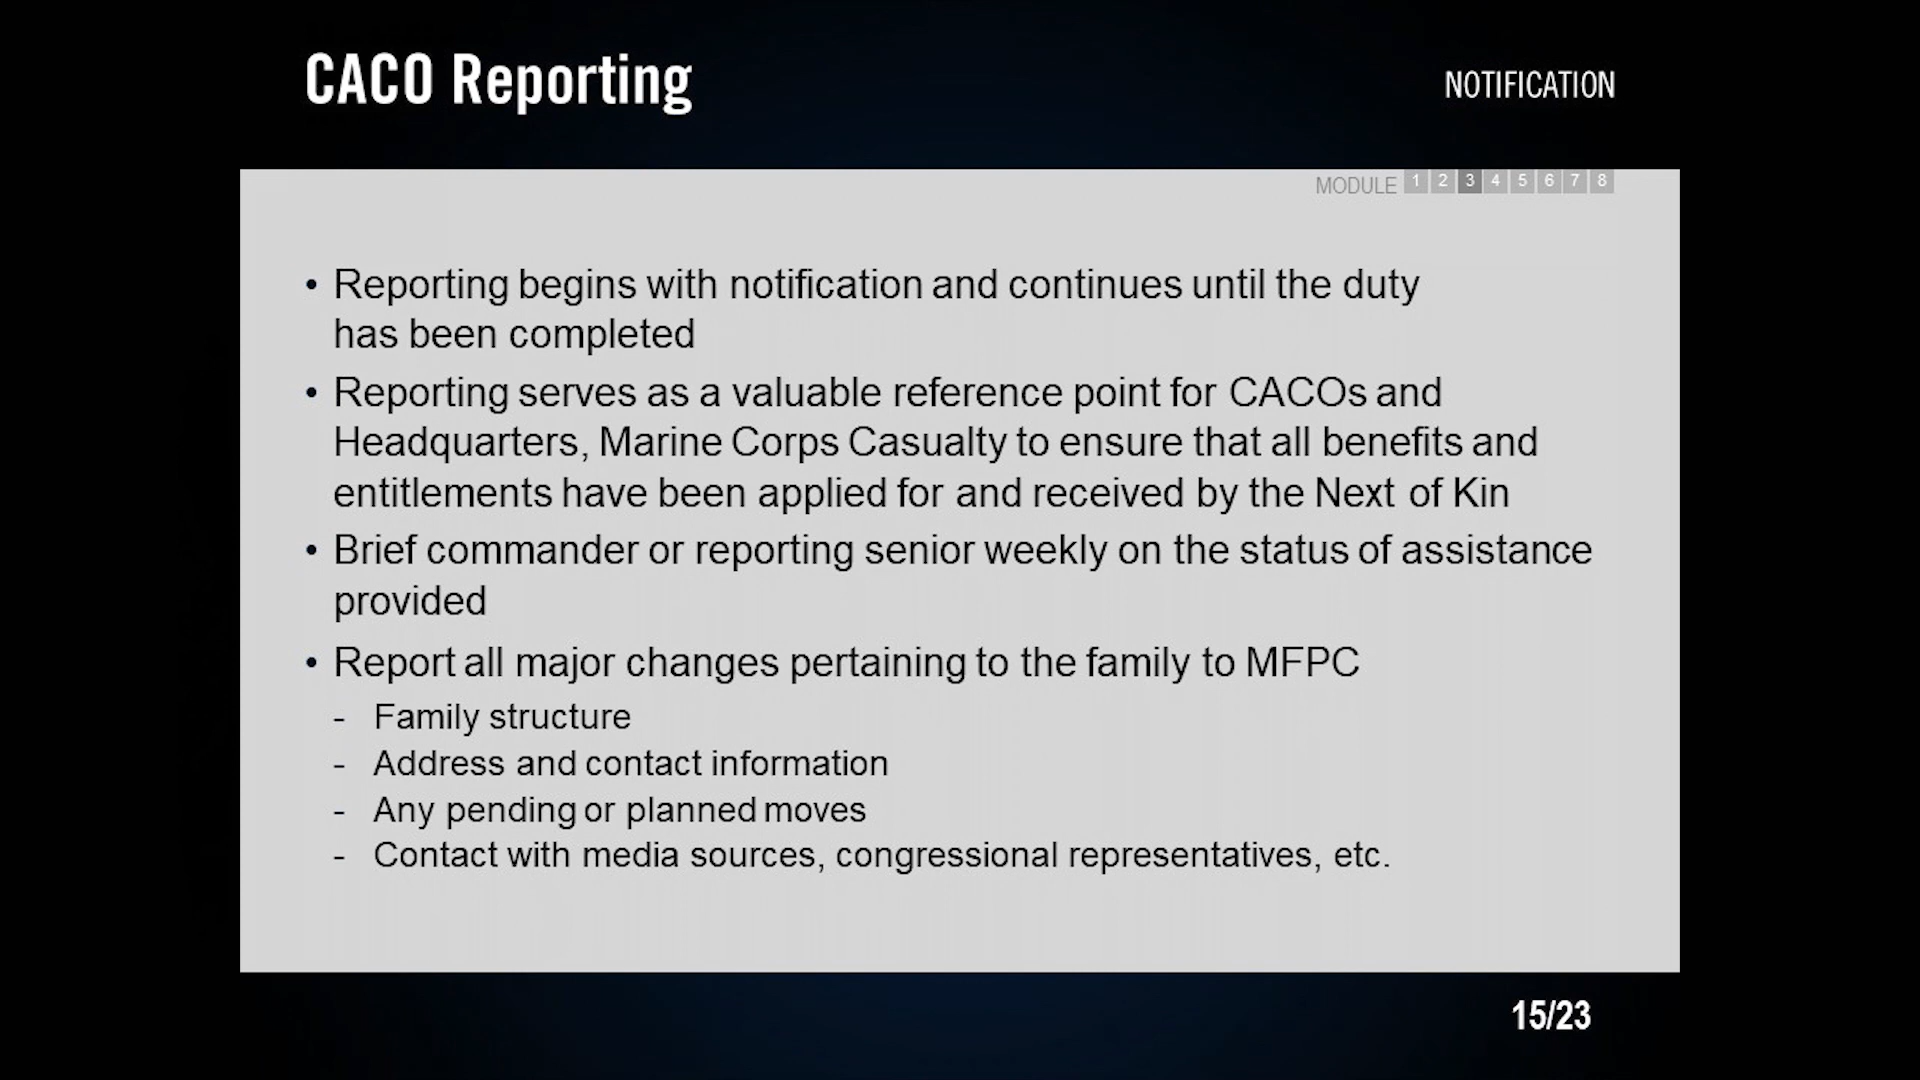 CACO Reporting
NOTIFICATION
MODULE 1 2 3 4 5 6 7 8
• Reporting begins with notification and continues until the duty
has been completed
• Reporting serves as a valuable reference point for CACOs and
Headquarters, Marine Corps Casualty to ensure that all benefits and
entitlements have been applied for and received by the Next of Kin
• Brief commander or reporting senior weekly on the status of assistance
provided
• Report all major changes pertaining to the family to MFPC
- Family structure
- Address and contact information
- Any pending or planned moves
- Contact with media sources, congressional representatives, etc.
15/23